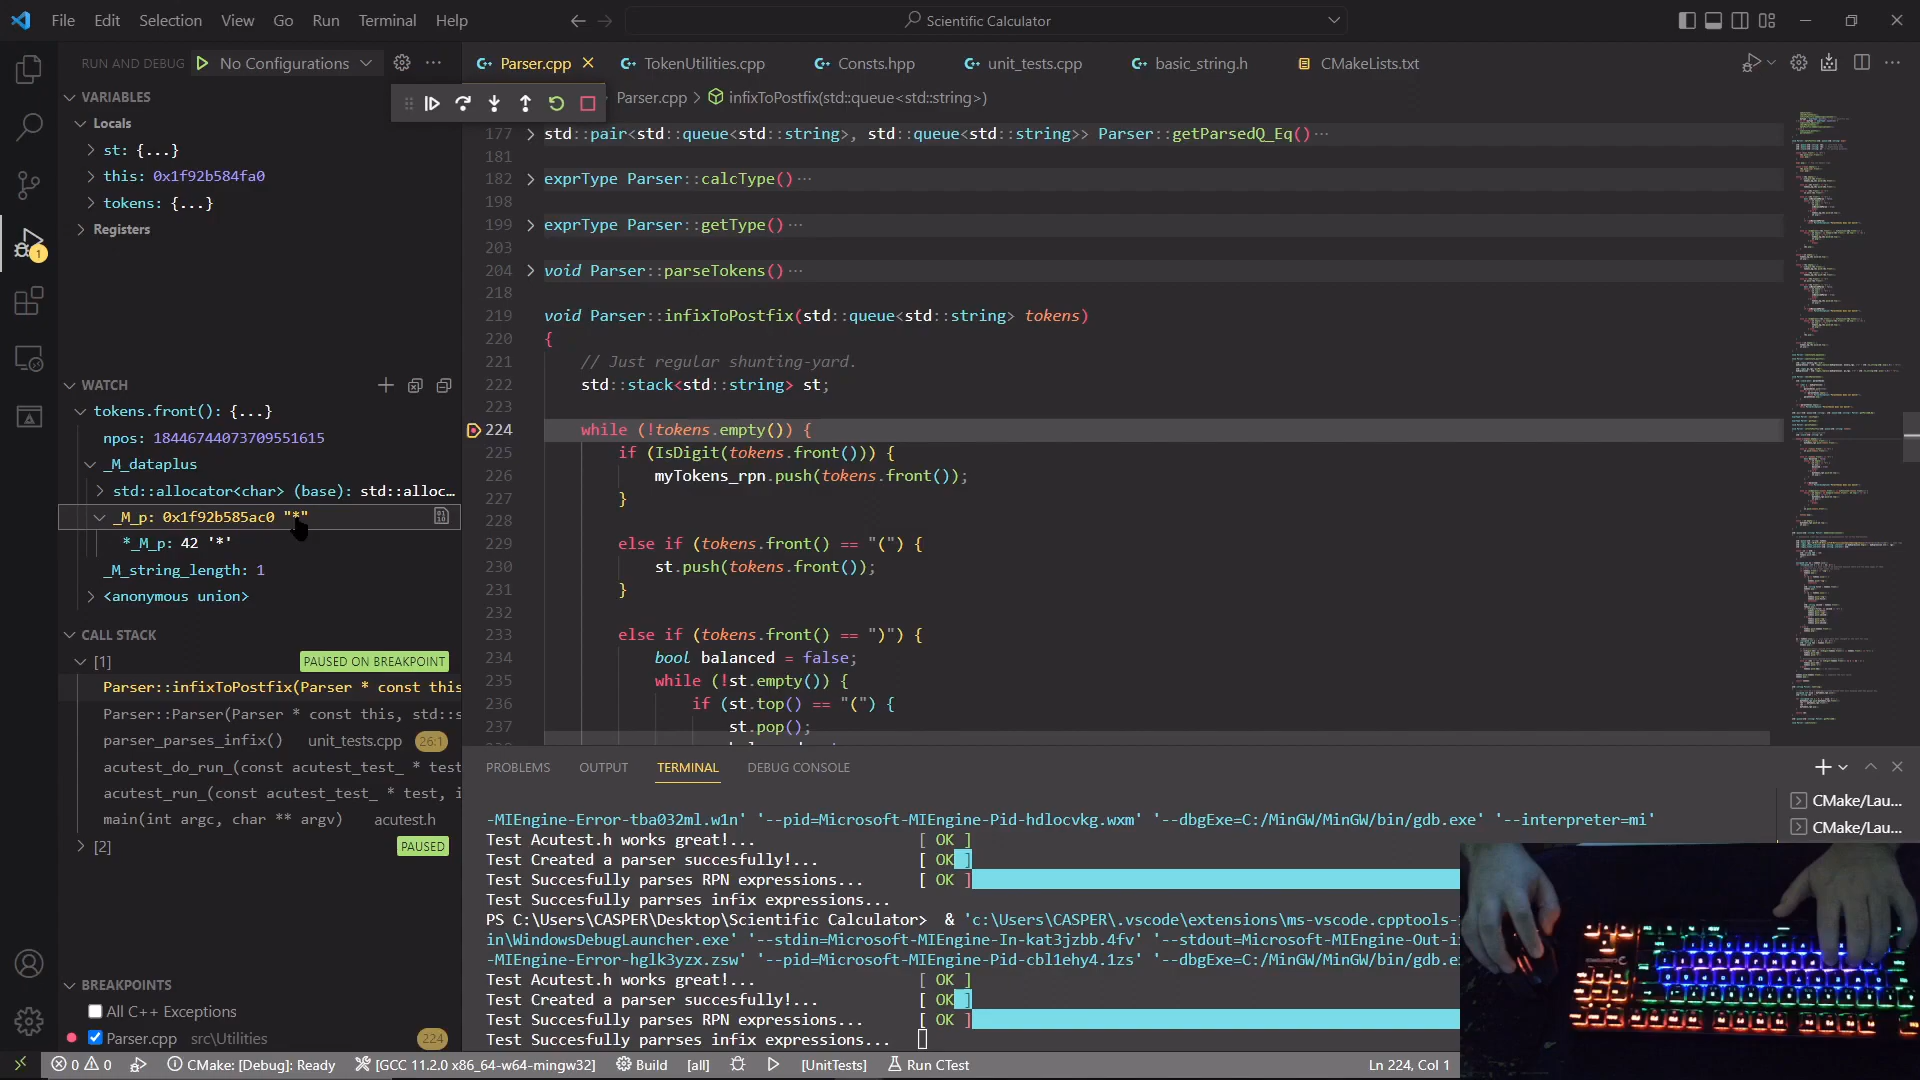 File Edit Selection View Go Run Terminal Help
Scientific Calculator
RUN AND DEBUG No Configurations
Parser.cpp TokenUtilities.cpp Consts.hpp unit_tests.cpp basic_string.h CMakeLists.txt
Parser.cpp > infixToPostfix(std::queue<std::string>)
VARIABLES
Locals
st: {...}
this: 0x1f92b584fa0
tokens: {...}
Registers
WATCH
tokens.front(): {...}
npos: 18446744073709551615
_M_dataplus
std::allocator<char> (base): std::alloc...
_M_p: 0x1f92b585ac0 "*"
*_M_p: 42 '*'
_M_string_length: 1
<anonymous union>
CALL STACK
[1] PAUSED ON BREAKPOINT
Parser::infixToPostfix(Parser * const this
Parser::Parser(Parser * const this, std::s
parser_parses_infix() unit_tests.cpp 26:1
acutest_do_run_(const acutest_test_ * test
acutest_run_(const acutest_test_ * test, i
main(int argc, char ** argv) acutest.h
[2] PAUSED
BREAKPOINTS
All C++ Exceptions
Parser.cpp src\Utilities 224
177 std::pair<std::queue<std::string>, std::queue<std::string>> Parser::getParsedQ_Eq()...
181
182 exprType Parser::calcType()...
198
199 exprType Parser::getType()...
203
204 void Parser::parseTokens()...
218
219 void Parser::infixToPostfix(std::queue<std::string> tokens)
220 {
221 // Just regular shunting-yard.
222 std::stack<std::string> st;
223
224 while (!tokens.empty()) {
225 if (IsDigit(tokens.front())) {
226 myTokens_rpn.push(tokens.front());
227 }
228
229 else if (tokens.front() == "(") {
230 st.push(tokens.front());
231 }
232
233 else if (tokens.front() == ")") {
234 bool balanced = false;
235 while (!st.empty()) {
236 if (st.top() == "(") {
237 st.pop();
PROBLEMS OUTPUT TERMINAL DEBUG CONSOLE
CMake/Lau...
CMake/Lau...
-MIEngine-Error-tba032ml.w1n' '--pid=Microsoft-MIEngine-Pid-hdlocvkg.wxm' '--dbgExe=C:/MinGW/MinGW/bin/gdb.exe' '--interpreter=mi'
Test Acutest.h works great!... [ OK ]
Test Created a parser succesfully!... [ OK ]
Test Succesfully parses RPN expressions... [ OK ]
Test Succesfully parrses infix expressions...
PS C:\Users\CASPER\Desktop\Scientific Calculator> & 'c:\Users\CASPER\.vscode\extensions\ms-vscode.cpptools-
in\WindowsDebugLauncher.exe' '--stdin=Microsoft-MIEngine-In-kat3jzbb.4fv' '--stdout=Microsoft-MIEngine-Out-i
-MIEngine-Error-hglk3yzx.zsw' '--pid=Microsoft-MIEngine-Pid-cbl1ehy4.1zs' '--dbgExe=C:/MinGW/MinGW/bin/gdb.e
Test Acutest.h works great!... [ OK ]
Test Created a parser succesfully!... [ OK ]
Test Succesfully parses RPN expressions... [ OK ]
Test Succesfully parrses infix expressions...
0 0 CMake: [Debug]: Ready [GCC 11.2.0 x86_64-w64-mingw32] Build [all] [UnitTests] Run CTest Ln 224, Col 1